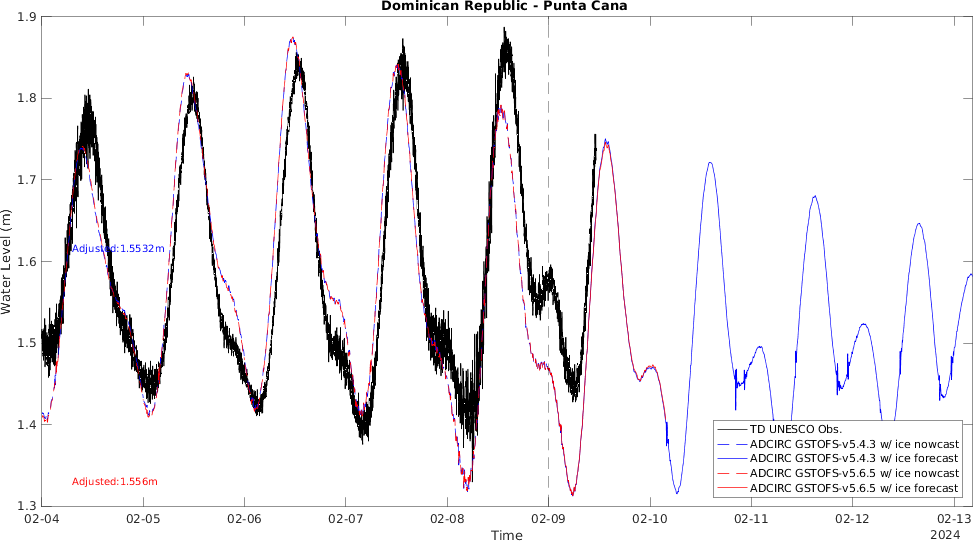 Dominican Republic - Punta Cana
1.9
1.8
1.7
1.6
1.5
1.4
1.3
Water Level (m)
Adjusted:1.5532m
Adjusted:1.556m
TD UNESCO Obs.
ADCIRC GSTOFS-v5.4.3 w/ ice nowcast
ADCIRC GSTOFS-v5.4.3 w/ ice forecast
ADCIRC GSTOFS-v5.6.5 w/ ice nowcast
ADCIRC GSTOFS-v5.6.5 w/ ice forecast
02-04 02-05 02-06 02-07 02-08 02-09 02-10 02-11 02-12 02-13
Time
2024